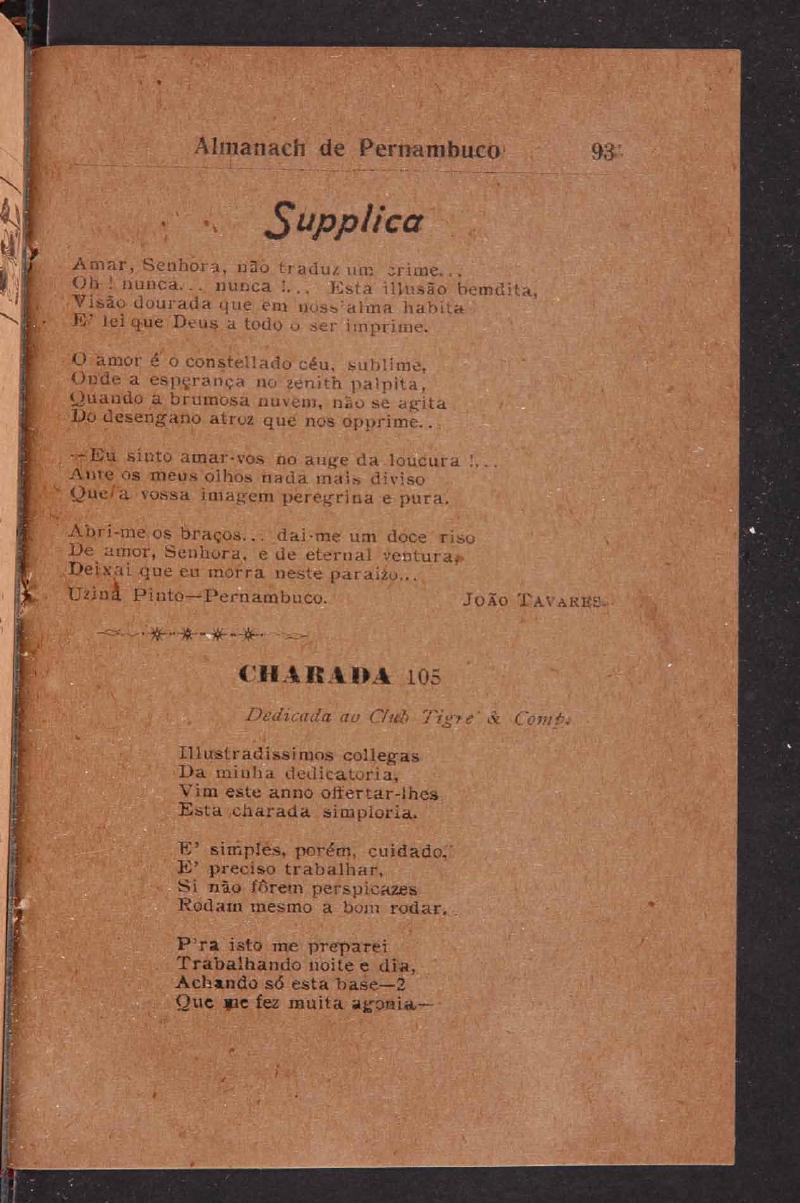 Almanach de Pernambuco 93
Supplica
Amar, Senhora, não traduz um crime...
Oh ! nunca... nunca !... Esta illusão bemdita,
Visão dourada que em noss'alma habita
E' lei que Deus a todo o ser imprime.
O amor é o constellado céu, sublime,
Onde a esperança no zenith palpita,
Quando a brumosa nuvem, não se agita
Do desengano atroz que nos opprime...
—Eu sinto amar-vos no auge da loucura !...
Ante os meus olhos nada mais diviso
Que a vossa imagem peregrina e pura.
Abri-me os braços... dai-me um doce riso
De amor, Senhora, e de eternal ventura,
Deixai que eu morra neste paraizo...
Uzina Pinto—Pernambuco. JOÃO TAVARES.
CHARADA 105
Dedicada ao Club Tigre & Comb.
Illustradissimos collegas
Da minha dedicatoria,
Vim este anno offertar-lhes
Esta charada simploria.
E' simples, porém, cuidado,
E' preciso trabalhar,
Si não fôrem perspicazes
Rodam mesmo a bom rodar.
P'ra isto me preparei
Trabalhando noite e dia,
Achando só esta base—2
Que me fez muita agonia—